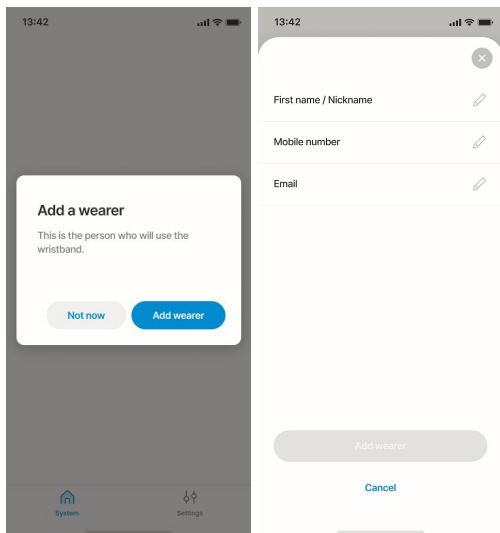 13:42
Add a wearer
This is the person who will use the
wristband.
Not now
Add wearer
System
Settings
13:42
First name / Nickname
Mobile number
Email
Add wearer
Cancel